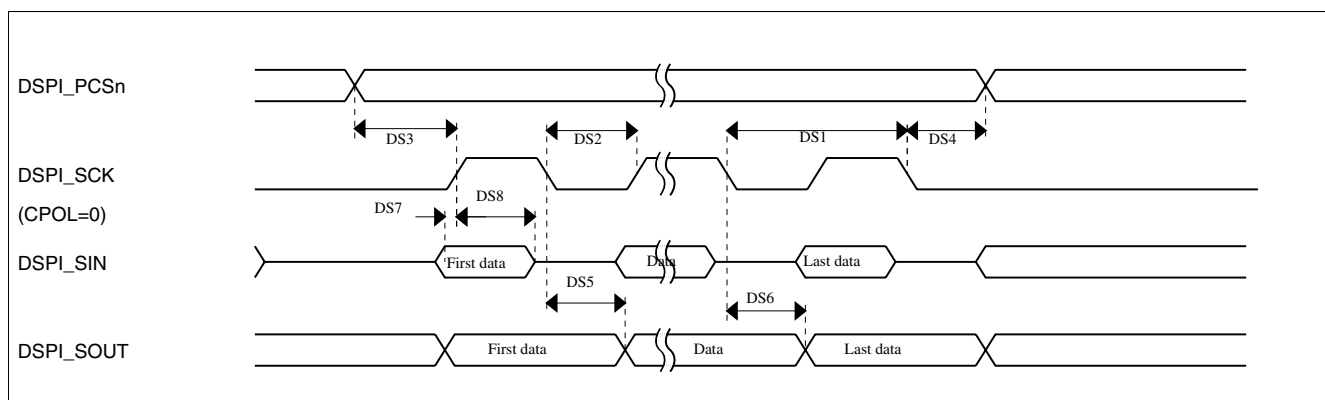 DSPI_PCSn
DS3
DS2
DS1
DS4
DSPI_SCK
(CPOL=0)
DS7
DS8
DSPI_SIN
First data
Data
Last data
DS5
DS6
DSPI_SOUT
First data
Data
Last data